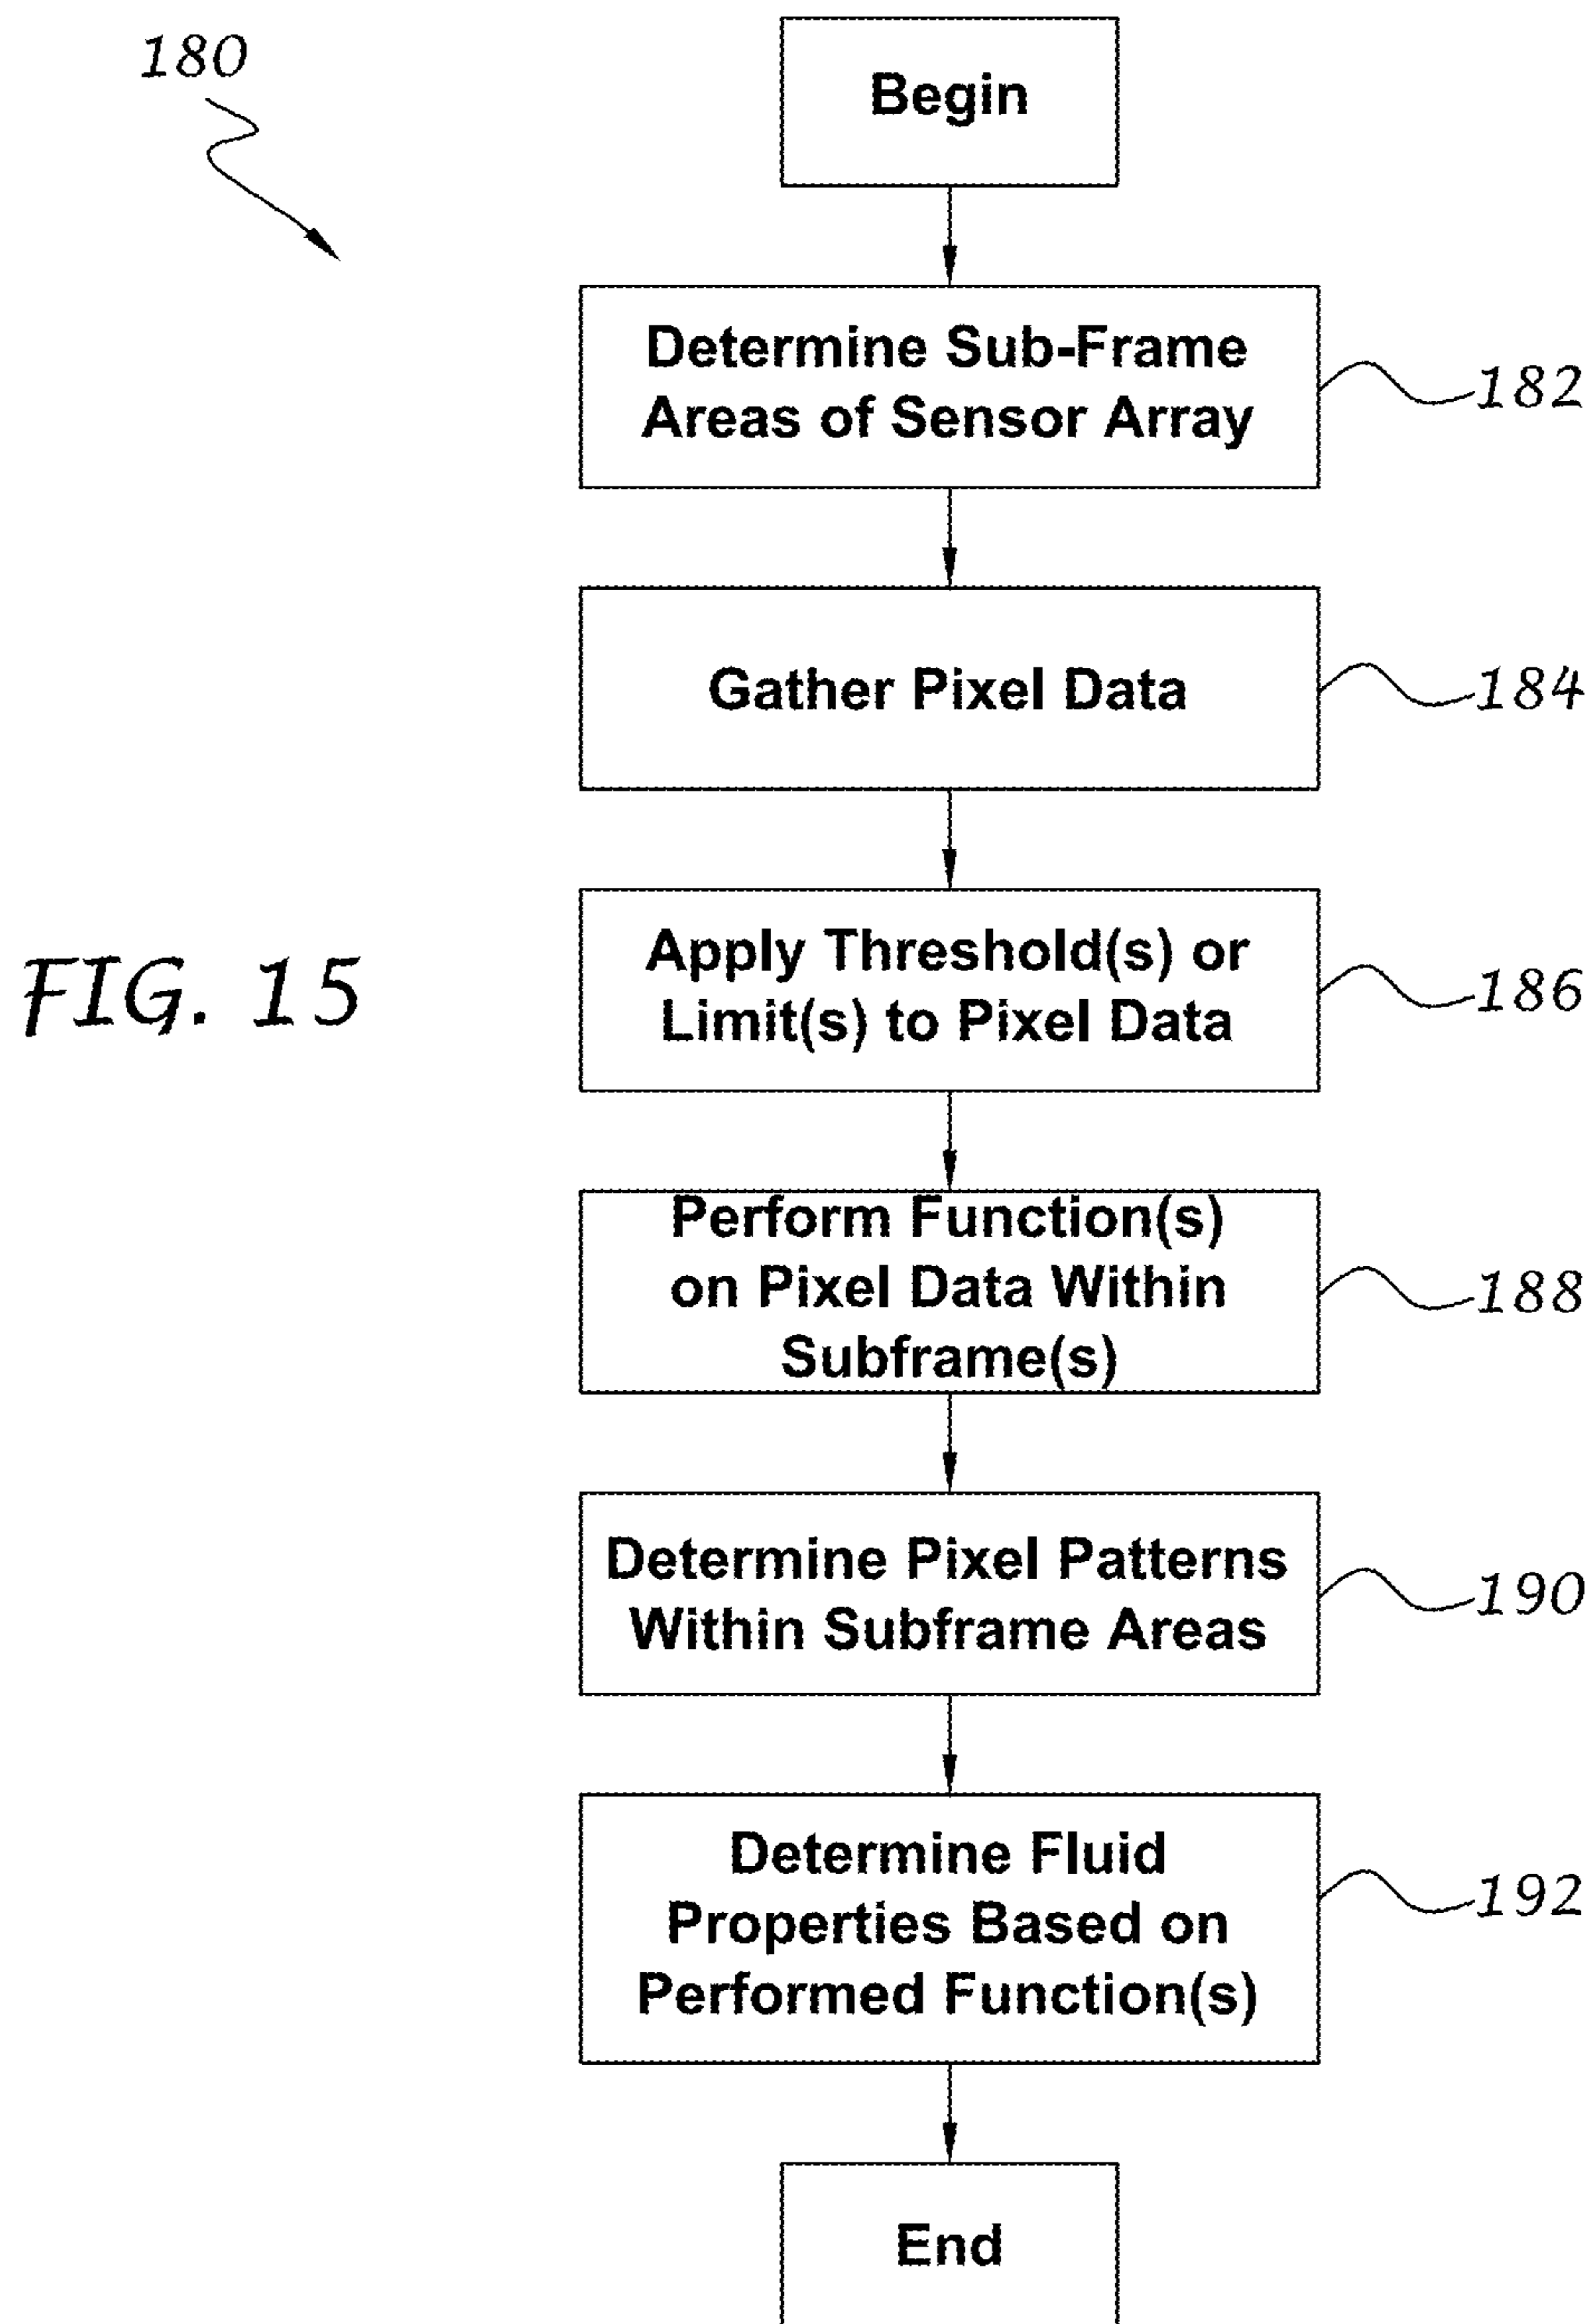 180
Begin
Determine Sub-Frame
Areas of Sensor Array
182
Gather Pixel Data
184
FIG. 15
Apply Threshold(s) or
Limit(s) to Pixel Data
186
Perform Function(s)
on Pixel Data Within
Subframe(s)
188
Determine Pixel Patterns
Within Subframe Areas
190
Determine Fluid
Properties Based on
Performed Function(s)
192
End